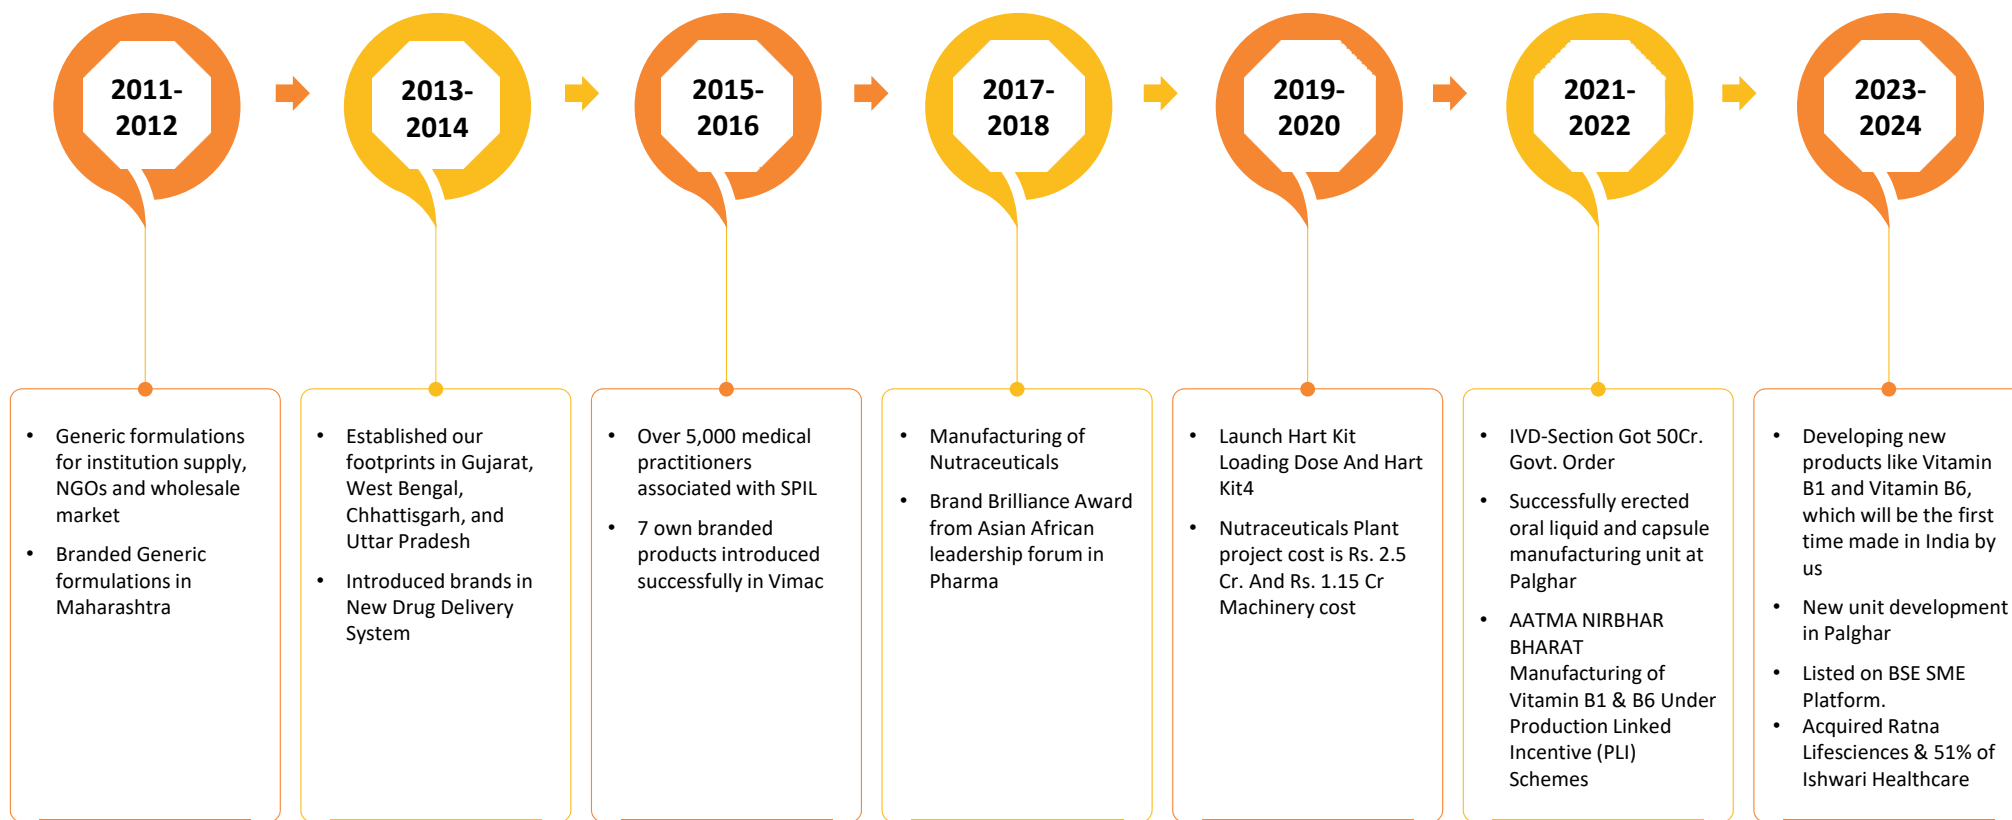 2011-
2012
2013-
2014
2015-
2016
2017-
2018
2019-
2020
2021-
2022
2023-
2024
• Generic formulations
for institution supply,
NGOs and wholesale
market
• Branded Generic
formulations in
Maharashtra
• Established our
footprints in Gujarat,
West Bengal,
Chhattisgarh, and
Uttar Pradesh
• Introduced brands in
New Drug Delivery
System
• Over 5,000 medical
practitioners
associated with SPIL
• 7 own branded
products introduced
successfully in Vimac
• Manufacturing of
Nutraceuticals
• Brand Brilliance Award
from Asian African
leadership forum in
Pharma
• Launch Hart Kit
Loading Dose And Hart
Kit4
• Nutraceuticals Plant
project cost is Rs. 2.5
Cr. And Rs. 1.15 Cr
Machinery cost
• IVD-Section Got 50Cr.
Govt. Order
• Successfully erected
oral liquid and capsule
manufacturing unit at
Palghar
• AATMA NIRBHAR
BHARAT
Manufacturing of
Vitamin B1 & B6 Under
Production Linked
Incentive (PLI)
Schemes
• Developing new
products like Vitamin
B1 and Vitamin B6,
which will be the first
time made in India by
us
• New unit development
in Palghar
• Listed on BSE SME
Platform.
• Acquired Ratna
Lifesciences & 51% of
Ishwari Healthcare